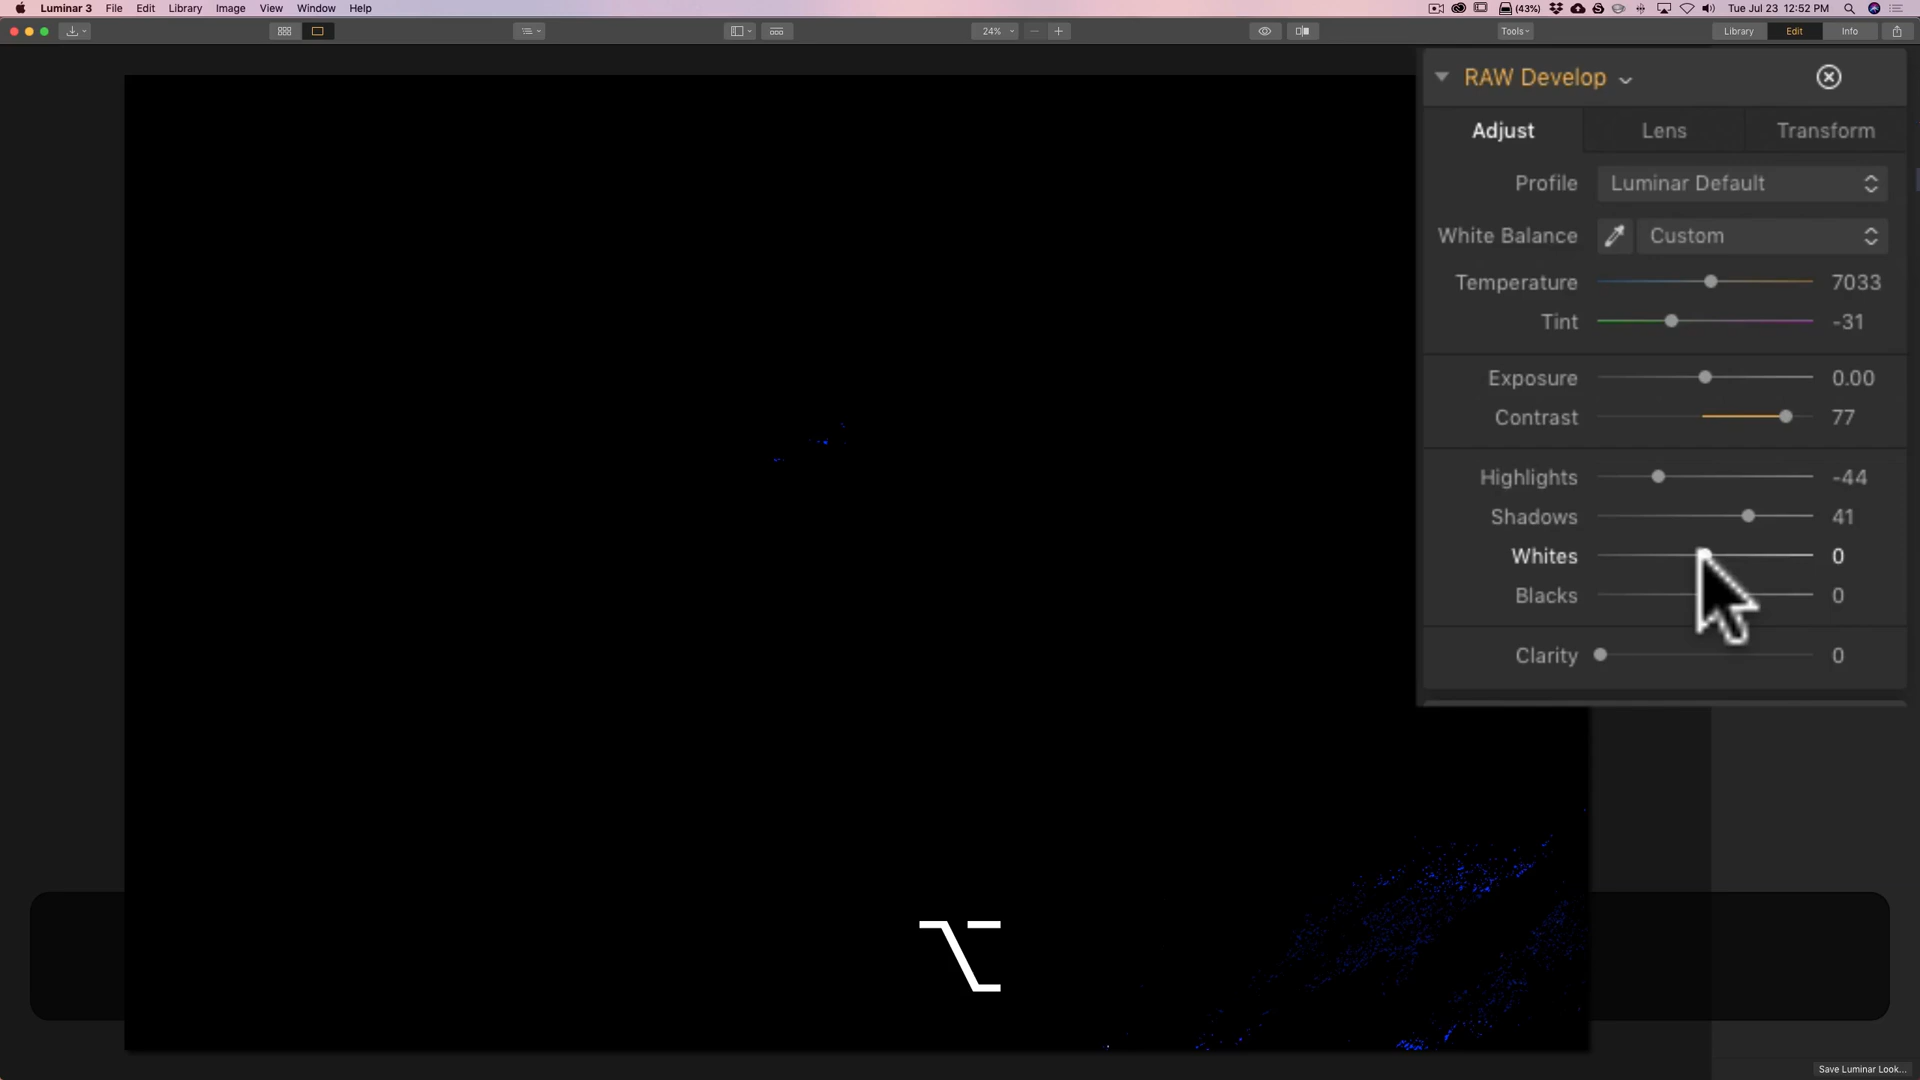 Luminar 3 File Edit Library Image View Window Help (43%) Tue Jul 23 12:52 PM
24% Tools Library Edit Info
RAW Develop
Adjust Lens Transform
Profile Luminar Default
White Balance Custom
Temperature 7033
Tint -31
Exposure 0.00
Contrast 77
Highlights -44
Shadows 41
Whites 0
Blacks 0
Clarity 0
Save Luminar Look...